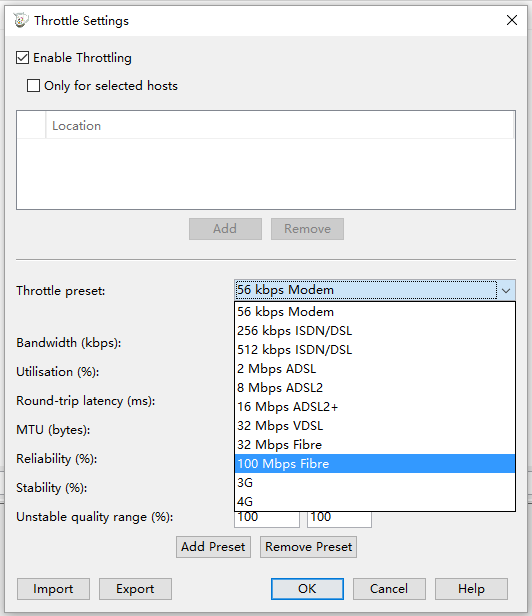 Throttle Settings
Enable Throttling
Only for selected hosts
Location
Add Remove
Throttle preset: 56 kbps Modem
56 kbps Modem
256 kbps ISDN/DSL
512 kbps ISDN/DSL
Bandwidth (kbps):
2 Mbps ADSL
Utilisation (%):
8 Mbps ADSL2
Round-trip latency (ms):
16 Mbps ADSL2+
MTU (bytes):
32 Mbps VDSL
32 Mbps Fibre
Reliability (%):
100 Mbps Fibre
3G
Stability (%):
4G
Unstable quality range (%): 100 100
Add Preset Remove Preset
Import Export OK Cancel Help